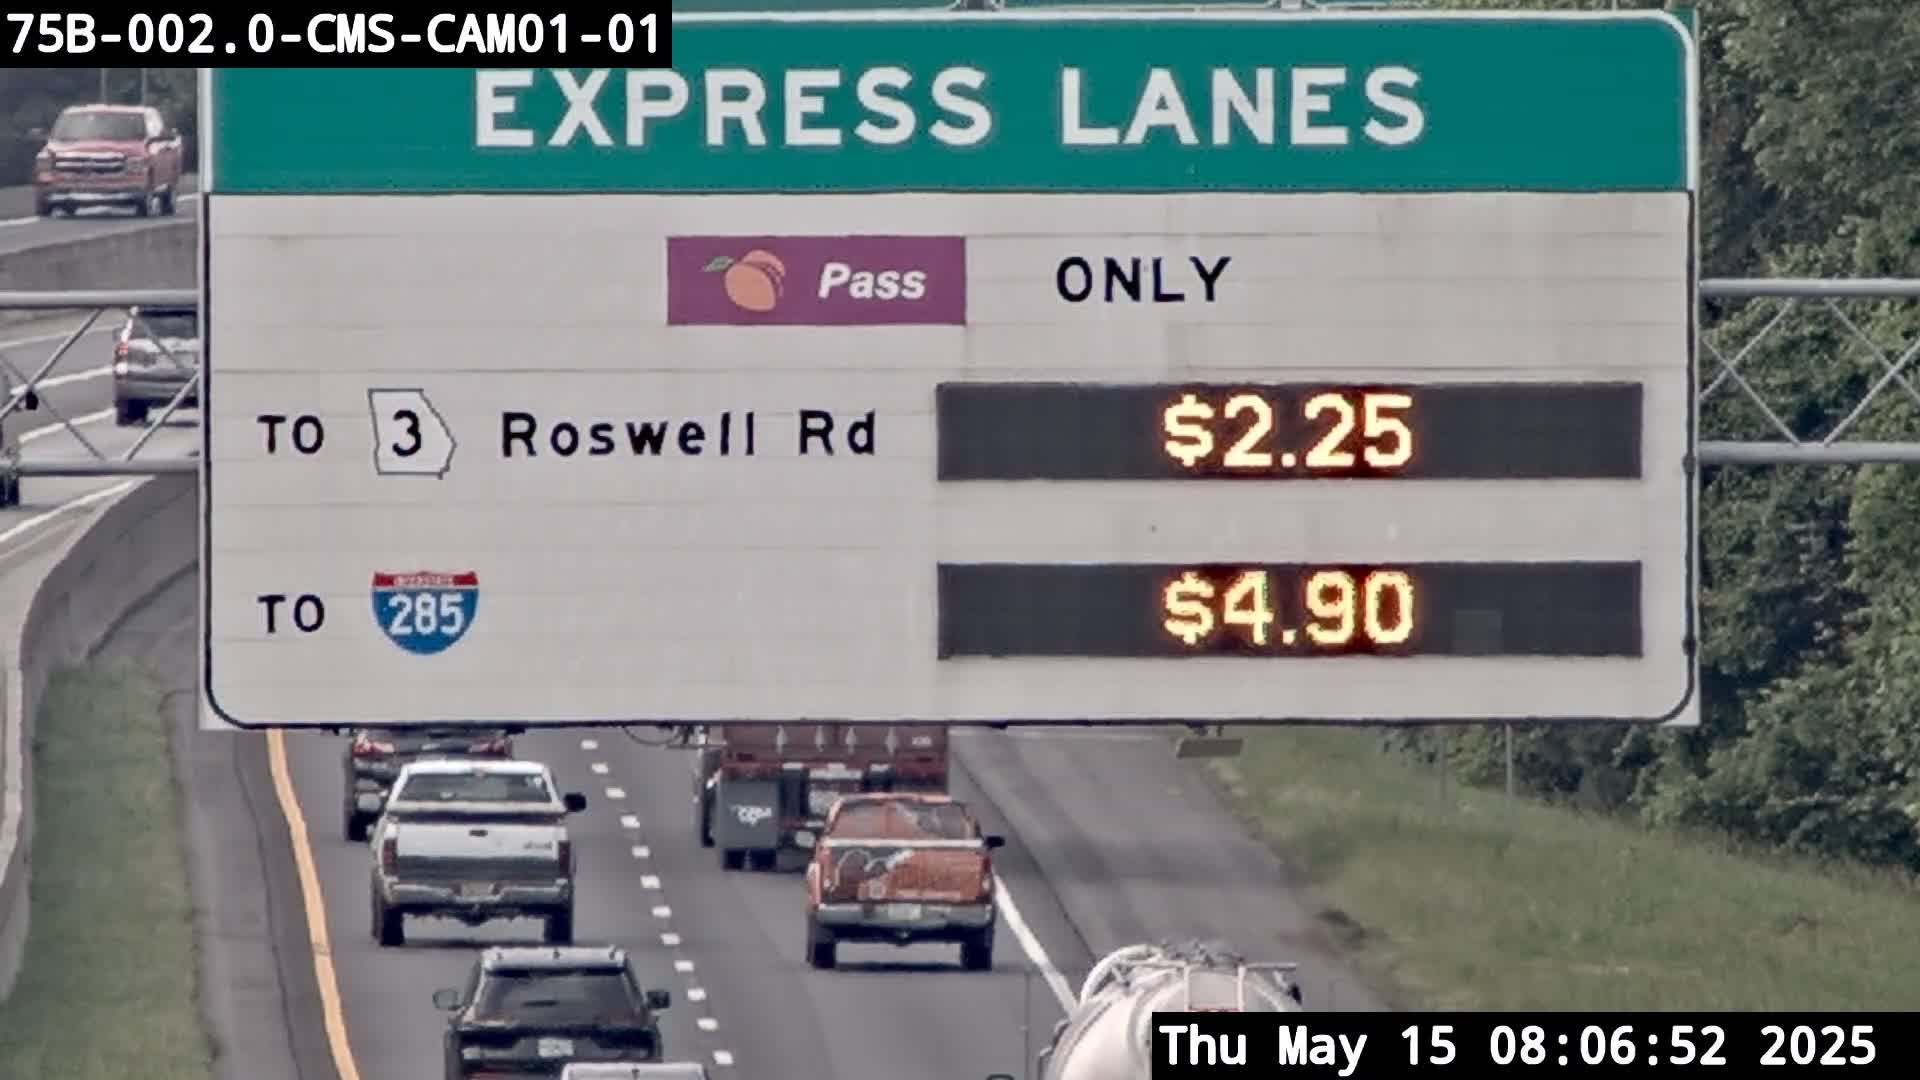 75B-002.0-CMS-CAM01-01
EXPRESS LANES
Pass ONLY
TO 3 Roswell Rd $2.25
INTERSTATE
TO 285 $4.90
Thu May 15 08:06:52 2025